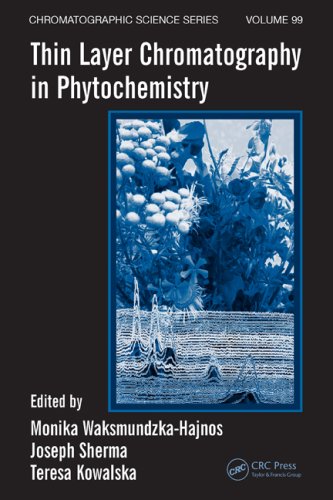 CHROMATOGRAPHIC SCIENCE SERIES VOLUME 99
Thin Layer Chromatography
in Phytochemistry
Edited by
Monika Waksmundzka-Hajnos
Joseph Sherma
Teresa Kowalska
CRC
CRC Press
Taylor & Francis Group